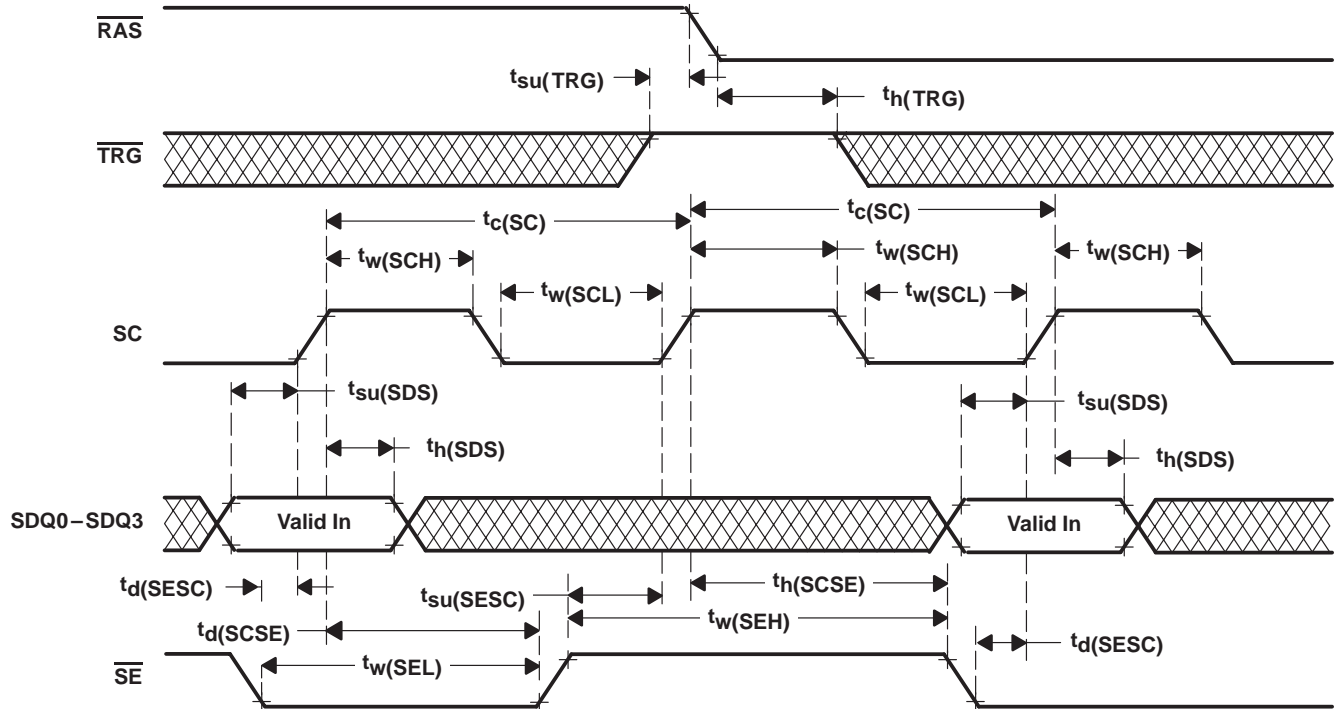 RAS
tsu(TRG)
th(TRG)
TRG
tc(SC)
tc(SC)
tw(SCH)
tw(SCH)
tw(SCH)
tw(SCL)
tw(SCL)
SC
tsu(SDS)
tsu(SDS)
th(SDS)
th(SDS)
SDQ0–SDQ3
Valid In
Valid In
td(SESC)
tsu(SESC)
th(SCSE)
td(SCSE)
tw(SEH)
td(SESC)
tw(SEL)
SE